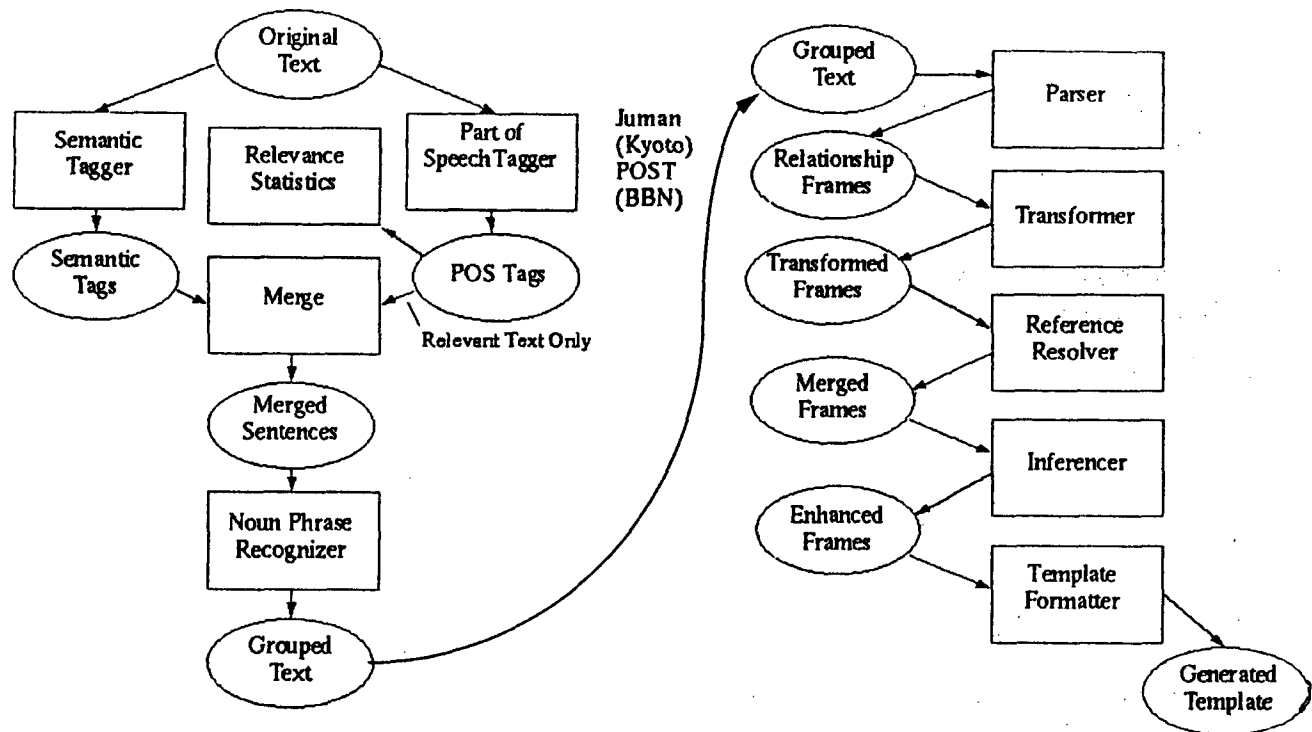 Original
Text
Semantic
Tagger
Relevance
Statistics
Part of
Speech Tagger
Semantic
Tags
Merge
POS Tags
Relevant Text Only
Merged
Sentences
Noun Phrase
Recognizer
Grouped
Text
Juman
(Kyoto)
POST
(BBN)
Grouped
Text
Parser
Relationship
Frames
Transformer
Transformed
Frames
Reference
Resolver
Merged
Frames
Inferencer
Enhanced
Frames
Template
Formatter
Generated
Template